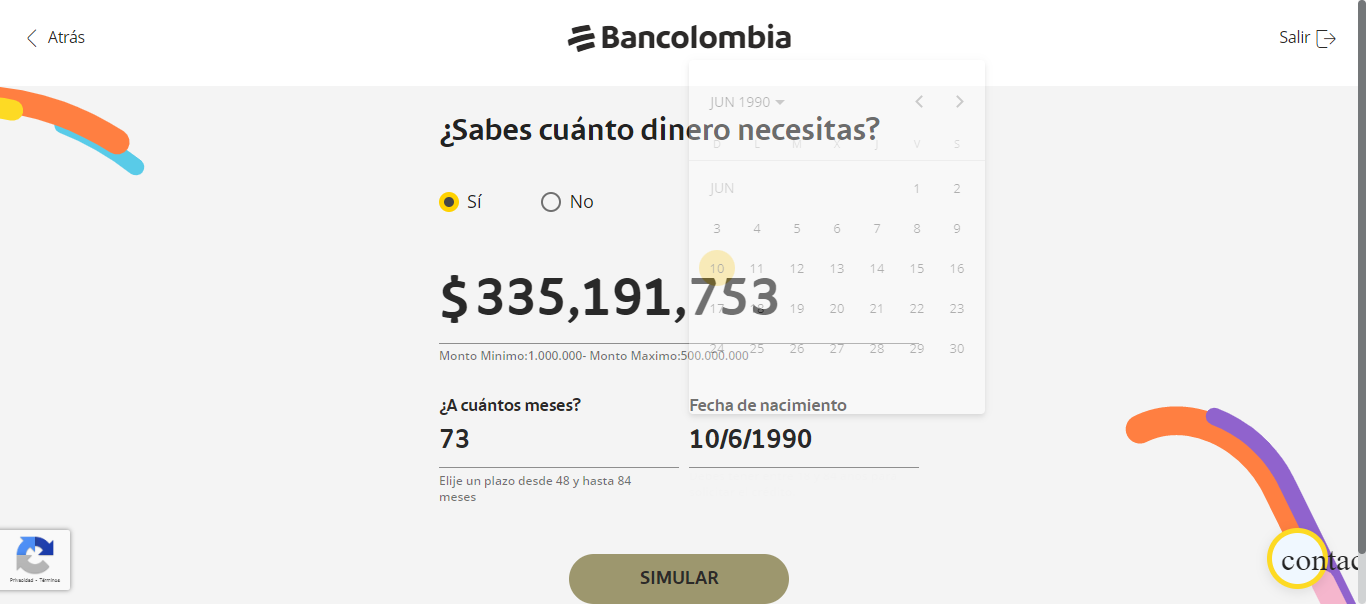 Atrás
Bancolombia
Salir
JUN 1990
¿Sabes cuánto dinero necesitas?
D L M X J V S
Sí
No
JUN 1 2
3 4 5 6 7 8 9
10 11 12 13 14 15 16
$ 335,191,753
17 18 19 20 21 22 23
24 25 26 27 28 29 30
Monto Minimo:1.000.000- Monto Maximo:500.000.000
¿A cuántos meses?
73
Fecha de nacimiento
10/6/1990
Elije un plazo desde 48 y hasta 84
meses
Privacidad - Términos
SIMULAR
contac